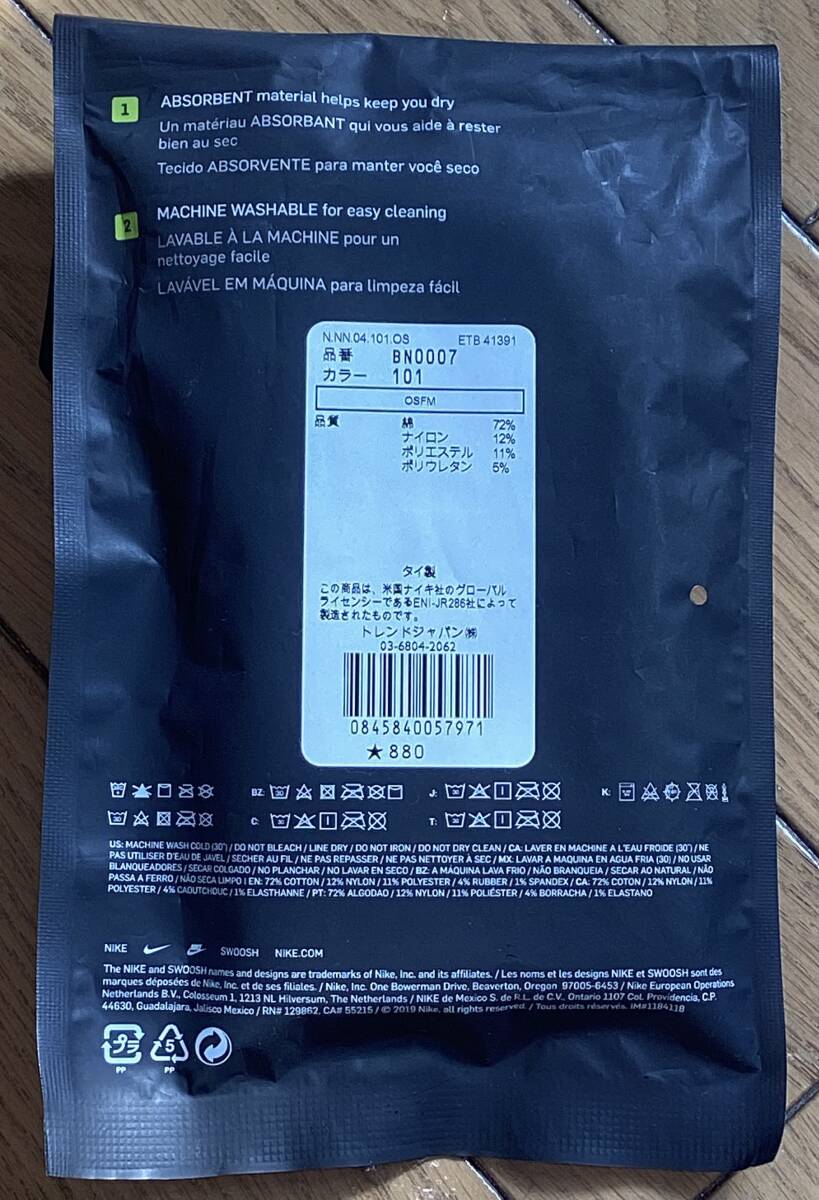 1 ABSORBENT material helps keep you dry
Un matériau ABSORBANT qui vous aide à rester
bien au sec
Tecido ABSORVENTE para manter você seco
2 MACHINE WASHABLE for easy cleaning
LAVABLE À LA MACHINE pour un
nettoyage facile
LAVÁVEL EM MÁQUINA para limpeza fácil
N.NN.04.101.OS ETB 41391
品番 BN0007
カラー 101
OSFM
品質 綿 72%
ナイロン 12%
ポリエステル 11%
ポリウレタン 5%
タイ製
この商品は、米国ナイキ社のグローバル
ライセンシーであるENI-JR286社によって
製造されたものです。
トレンドジャパン㈱
03-6804-2062
0845840057971
★880
BZ: J: K:
C: T:
US: MACHINE WASH COLD (30°) / DO NOT BLEACH / LINE DRY / DO NOT IRON / DO NOT DRY CLEAN / CA: LAVER EN MACHINE A L'EAU FROIDE (30°) / NE
PAS UTILISER D'EAU DE JAVEL / SECHER AU FIL / NE PAS REPASSER / NE PAS NETTOYER À SEC / MX: LAVAR A MAQUINA EN AGUA FRIA (30) / NO USAR
BLANQUEADORES / SECAR COLGADO / NO PLANCHAR / NO LAVAR EN SECO / BZ: A MÁQUINA LAVA FRIO / NÃO BRANQUEIA / SECAR AO NATURAL / NÃO
PASSA A FERRO / NÃO SECA LIMPO I EN: 72% COTTON / 12% NYLON / 11% POLYESTER / 4% RUBBER / 1% SPANDEX / CA: 72% COTON / 12% NYLON / 11%
POLYESTER / 4% CAOUTCHOUC / 1% ELASTHANNE / PT: 72% ALGODAO / 12% NYLON / 11% POLIÉSTER / 4% BORRACHA / 1% ELASTANO
NIKE SWOOSH NIKE.COM
The NIKE and SWOOSH names and designs are trademarks of Nike, Inc. and its affiliates. / Les noms et les designs NIKE et SWOOSH sont des
marques déposées de Nike, Inc. et de ses filiales. / Nike, Inc. One Bowerman Drive, Beaverton, Oregon 97005-6453 / Nike European Operations
Netherlands B.V., Colosseum 1, 1213 NL Hilversum, The Netherlands / NIKE de Mexico S. de R.L. de C.V. Ontario 1107 Col. Providencia, C.P.
44630, Guadalajara, Jalisco Mexico / RN# 129862, CA# 55215 / © 2019 Nike, all rights reserved. / Tous droits réservés. IM#1184118
プラ 5
PP PP